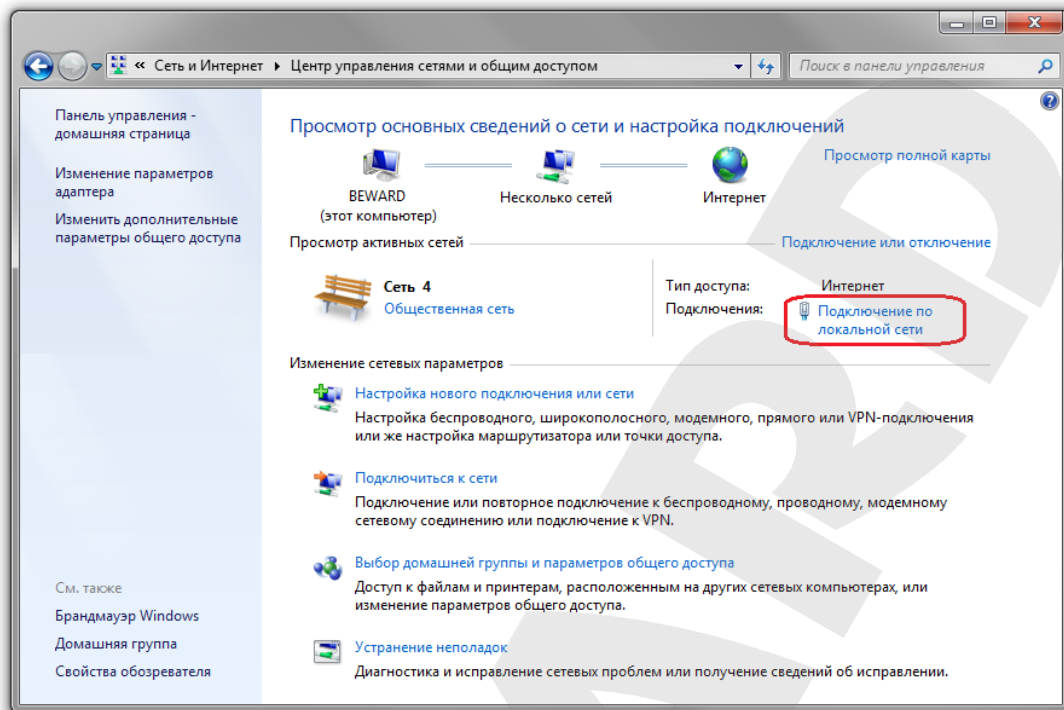 « Сеть и Интернет ▸ Центр управления сетями и общим доступом
Поиск в панели управления
Панель управления -
домашняя страница
Изменение параметров
адаптера
Изменить дополнительные
параметры общего доступа
См. также
Брандмауэр Windows
Домашняя группа
Свойства обозревателя
Просмотр основных сведений о сети и настройка подключений
Просмотр полной карты
BEWARD
(этот компьютер)
Несколько сетей
Интернет
Просмотр активных сетей
Подключение или отключение
Сеть 4
Общественная сеть
Тип доступа: Интернет
Подключения: Подключение по
локальной сети
Изменение сетевых параметров
Настройка нового подключения или сети
Настройка беспроводного, широкополосного, модемного, прямого или VPN-подключения
или же настройка маршрутизатора или точки доступа.
Подключиться к сети
Подключение или повторное подключение к беспроводному, проводному, модемному
сетевому соединению или подключение к VPN.
Выбор домашней группы и параметров общего доступа
Доступ к файлам и принтерам, расположенным на других сетевых компьютерах, или
изменение параметров общего доступа.
Устранение неполадок
Диагностика и исправление сетевых проблем или получение сведений об исправлении.
ARD